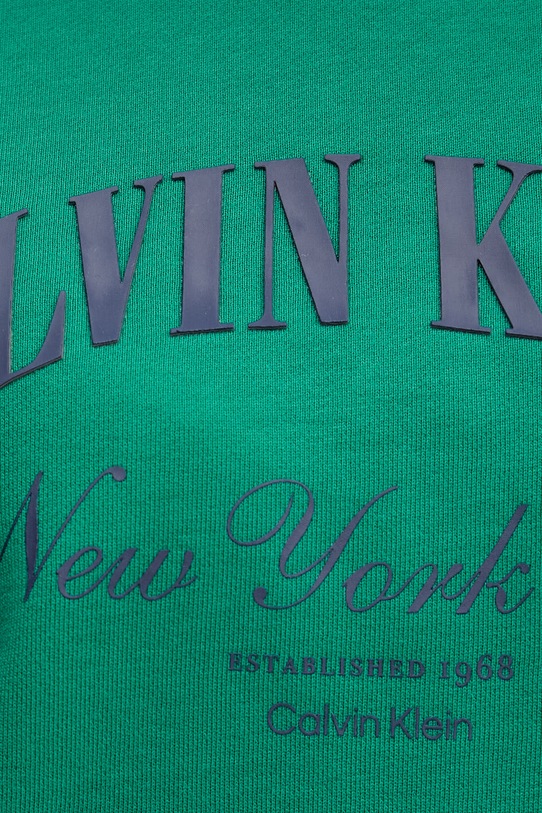 LVIN K
New York
ESTABLISHED 1968
Calvin Klein